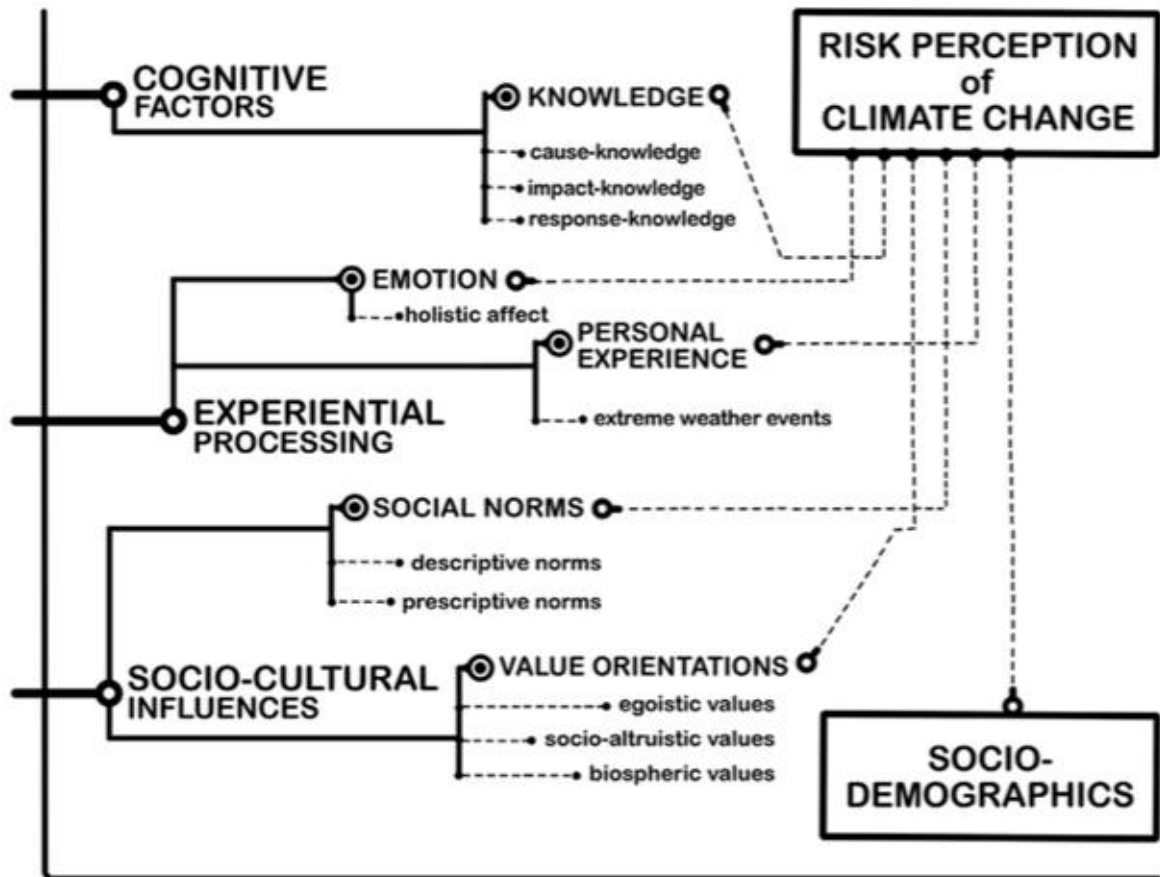 RISK PERCEPTION
of
CLIMATE CHANGE
COGNITIVE
FACTORS
KNOWLEDGE
cause-knowledge
impact-knowledge
response-knowledge
EMOTION
holistic affect
PERSONAL
EXPERIENCE
extreme weather events
EXPERIENTIAL
PROCESSING
SOCIAL NORMS
descriptive norms
prescriptive norms
SOCIO-CULTURAL
INFLUENCES
VALUE ORIENTATIONS
egoistic values
socio-altruistic values
biospheric values
SOCIO-
DEMOGRAPHICS